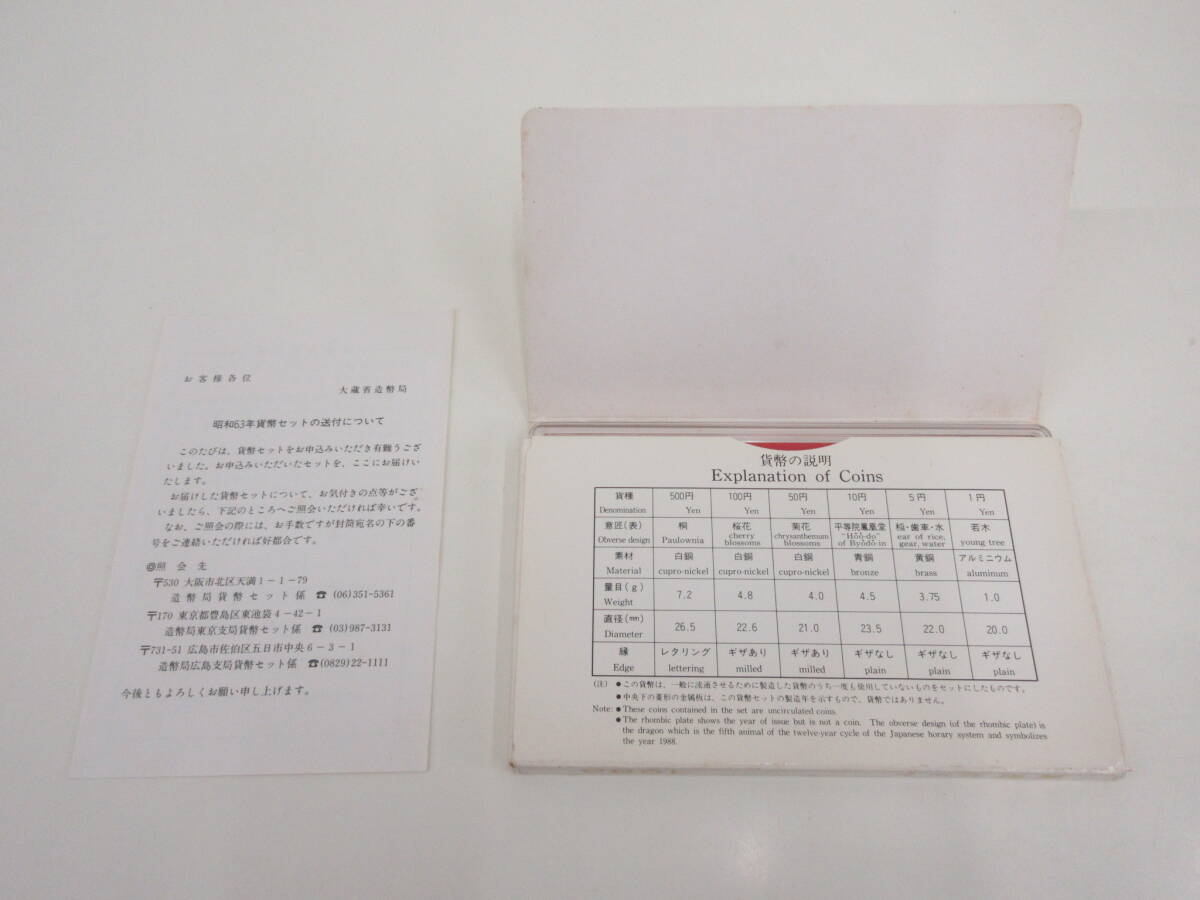 お客様各位
大蔵省造幣局
昭和63年貨幣セットの送付について
このたびは、貨幣セットをお申込みいただき有難うござ
いました。お申込みいただいたセットを、ここにお届けい
たします。
お届けした貨幣セットについて、お気付きの点等がござ
いましたら、下記のところへご照会いただければ幸いです。
なお、ご照会の際には、お手数ですが封筒宛名の下の番
号をご連絡いただければ好都合です。
◎照会先
〒530 大阪市北区天満1-1-79
造幣局貨幣セット係 ☎ (06)351-5361
〒170 東京都豊島区東池袋4-42-1
造幣局東京支局貨幣セット係 ☎ (03)987-3131
〒731-51 広島市佐伯区五日市中央6-3-1
造幣局広島支局貨幣セット係 ☎(0829)22-1111
今後ともよろしくお願い申し上げます。
貨幣の説明
Explanation of Coins
貨種 500円 100円 50円 10円 5円 1円
Denomination Yen Yen Yen Yen Yen Yen
意匠(表) 桐 桜花 菊花 平等院鳳凰堂 稲・歯車・水 若木
Obverse design Paulownia cherry blossoms chrysanthemum blossoms "Hōō-do" of Byōdō-in ear of rice, gear, water young tree
素材 白銅 白銅 白銅 青銅 黄銅 アルミニウム
Material cupro-nickel cupro-nickel cupro-nickel bronze brass aluminum
量目(g) 7.2 4.8 4.0 4.5 3.75 1.0
Weight
直径(㎜) 26.5 22.6 21.0 23.5 22.0 20.0
Diameter
縁 レタリング ギザあり ギザあり ギザなし ギザなし ギザなし
Edge lettering milled milled plain plain plain
(注) ●この貨幣は、一般に流通させるために製造した貨幣のうち一度も使用していないものをセットにしたものです。
●中央下の菱形の金属板は、この貨幣セットの製造年を示すもので、貨幣ではありません。
Note: ●These coins contained in the set are uncirculated coins.
●The rhombic plate shows the year of issue but is not a coin. The obverse design (of the rhombic plate) is
the dragon which is the fifth animal of the twelve-year cycle of the Japanese horary system and symbolizes
the year 1988.